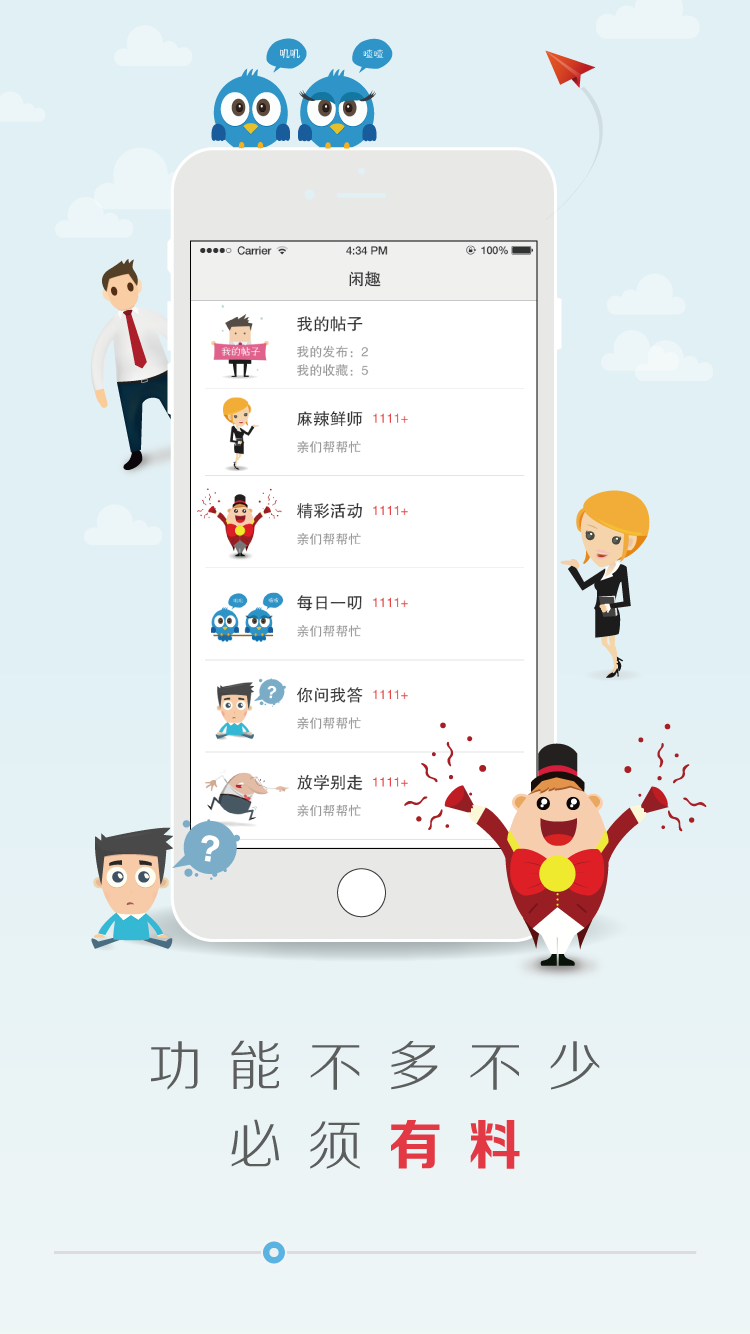 叽叽
喳喳
Carrier
4:34 PM
100%
闲趣
我的帖子
我的帖子
我的发布：2
我的收藏：5
麻辣鲜师 1111+
亲们帮帮忙
精彩活动 1111+
亲们帮帮忙
叽叽
喳喳
每日一叨 1111+
亲们帮帮忙
?
你问我答 1111+
亲们帮帮忙
放学别走 1111+
亲们帮帮忙
?
功能不多不少
必须有料